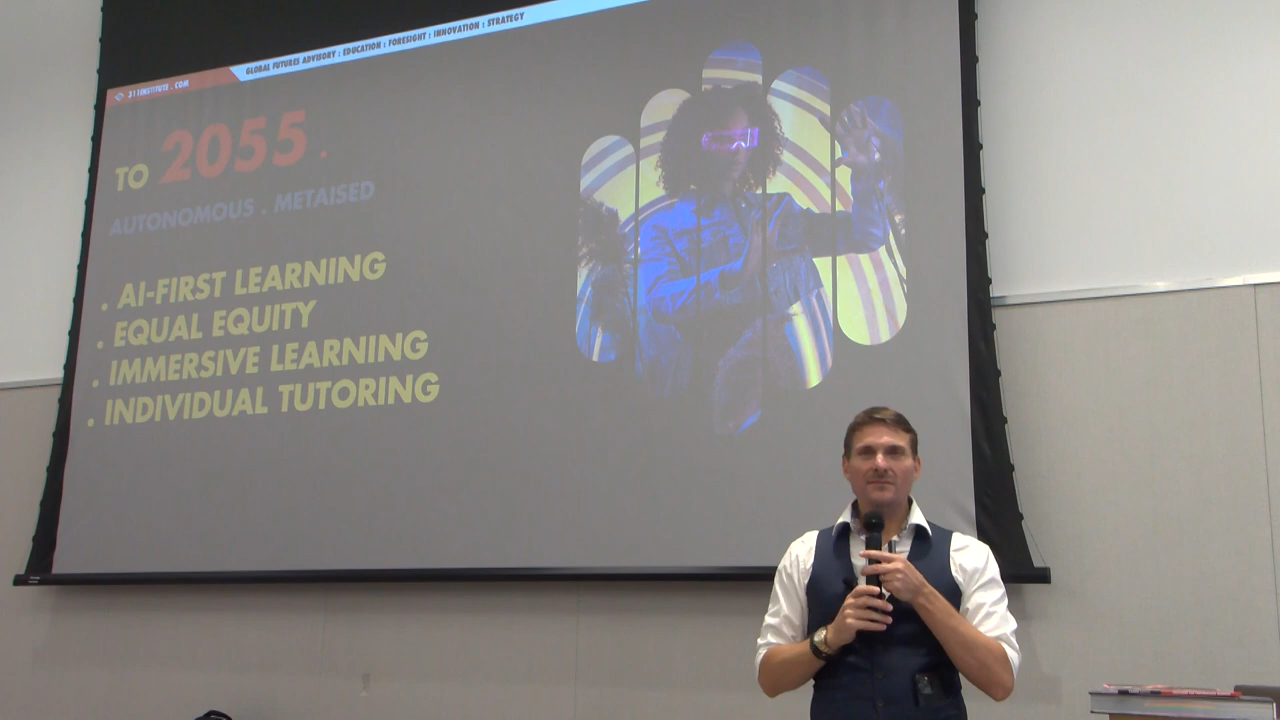 311INSTITUTE . COM
GLOBAL FUTURES ADVISORY : EDUCATION : FORESIGHT : INNOVATION : STRATEGY
TO 2055 .
AUTONOMOUS . METAISED
. AI-FIRST LEARNING
. EQUAL EQUITY
. IMMERSIVE LEARNING
. INDIVIDUAL TUTORING